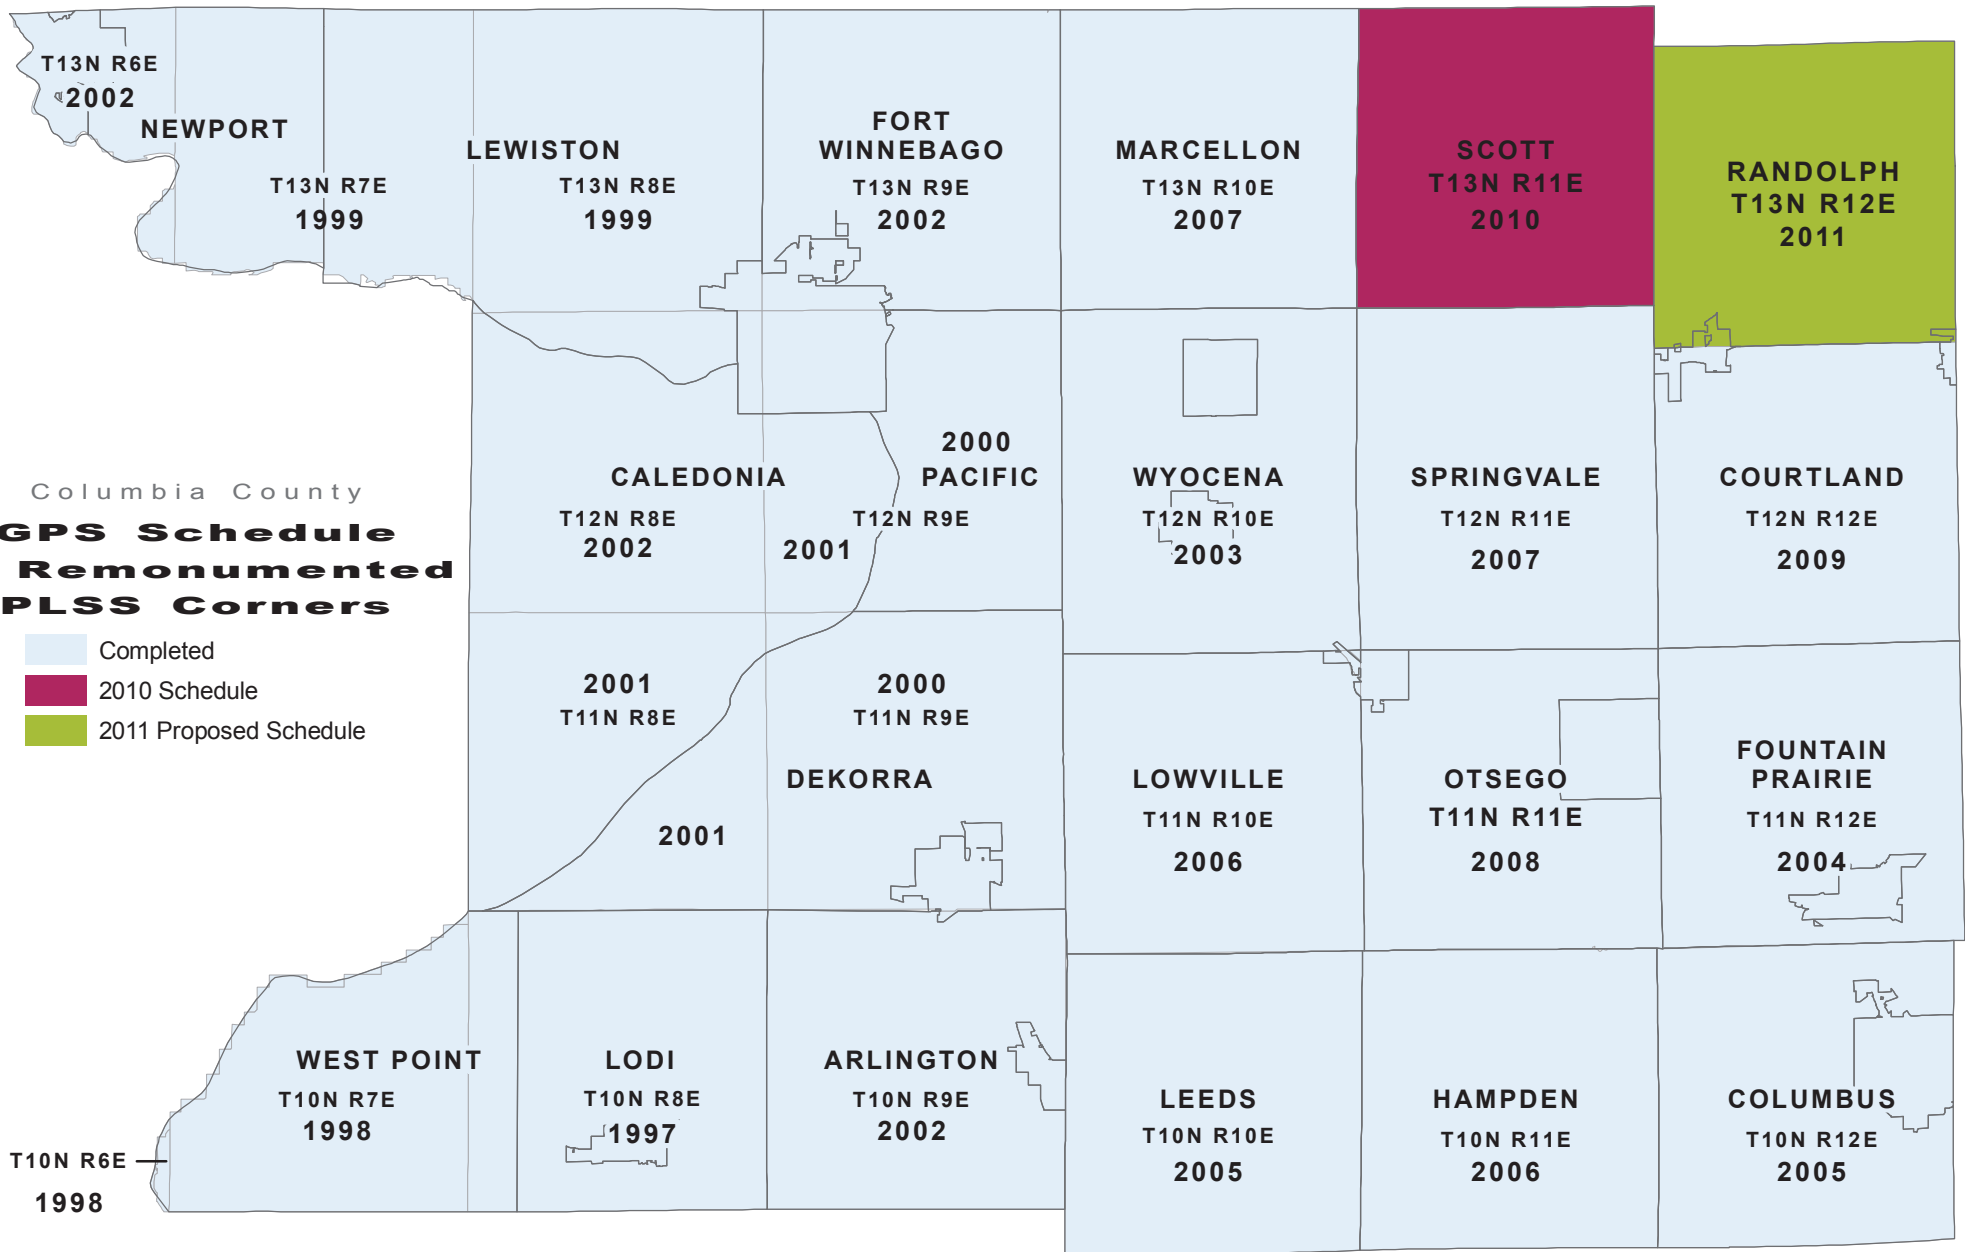 T13N R6E
2002
NEWPORT
T13N R7E
1999
LEWISTON
T13N R8E
1999
FORT
WINNEBAGO
T13N R9E
2002
MARCELLON
T13N R10E
2007
SCOTT
T13N R11E
2010
RANDOLPH
T13N R12E
2011
Columbia County
GPS Schedule
Remonumented
PLSS Corners
Completed
2010 Schedule
2011 Proposed Schedule
CALEDONIA
T12N R8E
2002
2001
2000
PACIFIC
T12N R9E
WYOCENA
T12N R10E
2003
SPRINGVALE
T12N R11E
2007
COURTLAND
T12N R12E
2009
2001
T11N R8E
2000
T11N R9E
DEKORRA
2001
LOWVILLE
T11N R10E
2006
OTSEGO
T11N R11E
2008
FOUNTAIN
PRAIRIE
T11N R12E
2004
WEST POINT
T10N R7E
1998
T10N R6E
1998
LODI
T10N R8E
1997
ARLINGTON
T10N R9E
2002
LEEDS
T10N R10E
2005
HAMPDEN
T10N R11E
2006
COLUMBUS
T10N R12E
2005